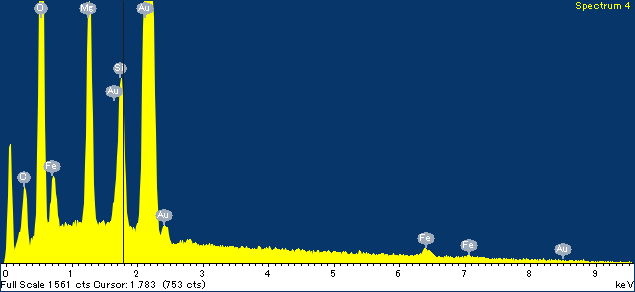 Spectrum 4
O Mg Au
Si
Au
C Fe
Au
Fe Fe Au
0 1 2 3 4 5 6 7 8 9
Full Scale 1561 cts Cursor: 1.783 (753 cts) keV